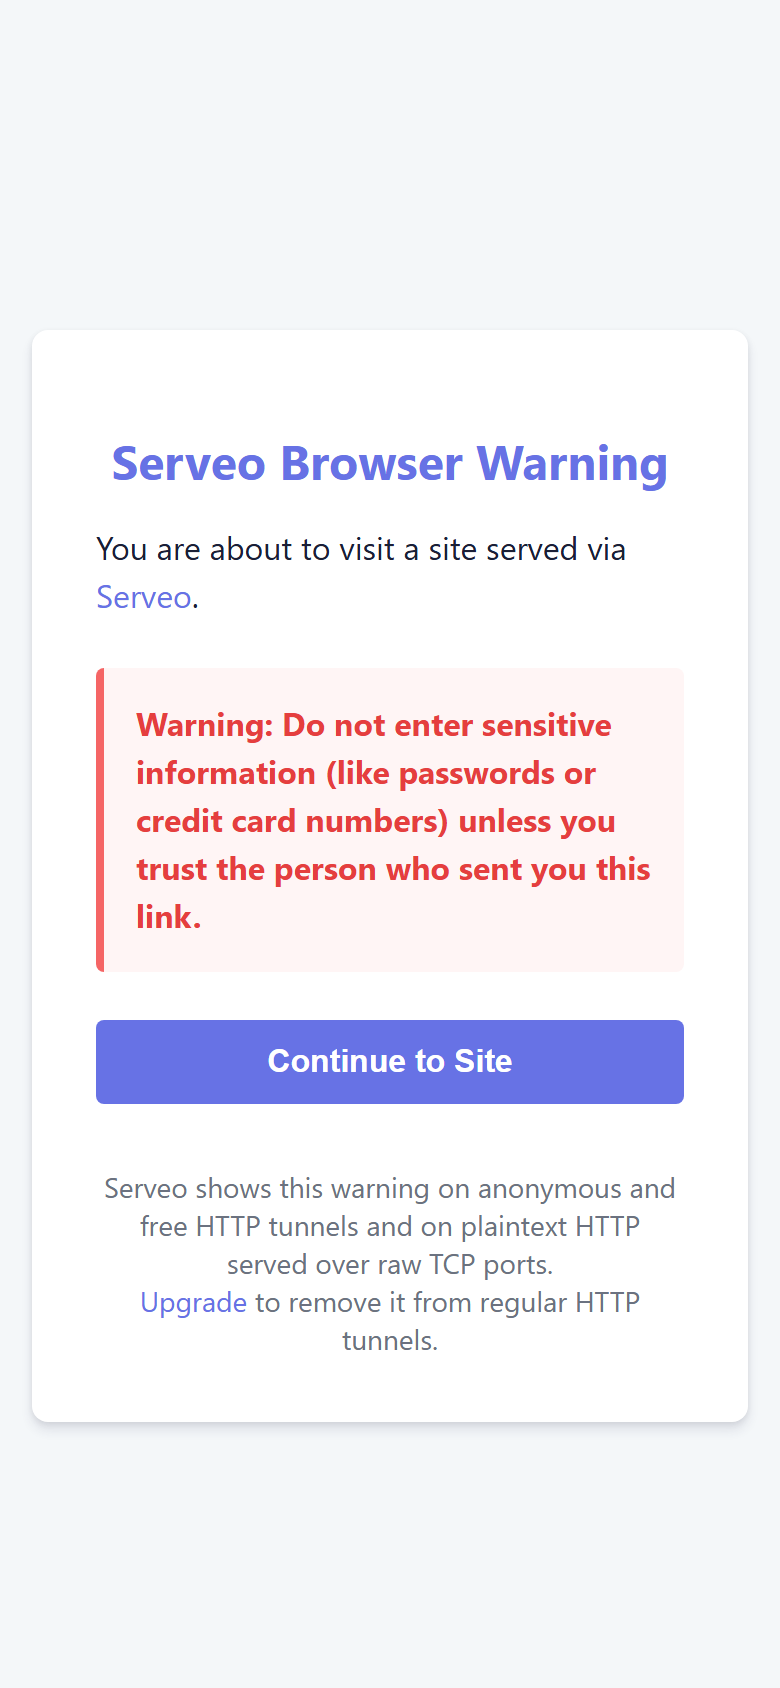 Serveo Browser Warning
You are about to visit a site served via
Serveo.
Warning: Do not enter sensitive
information (like passwords or
credit card numbers) unless you
trust the person who sent you this
link.
Continue to Site
Serveo shows this warning on anonymous and
free HTTP tunnels and on plaintext HTTP
served over raw TCP ports.
Upgrade to remove it from regular HTTP
tunnels.